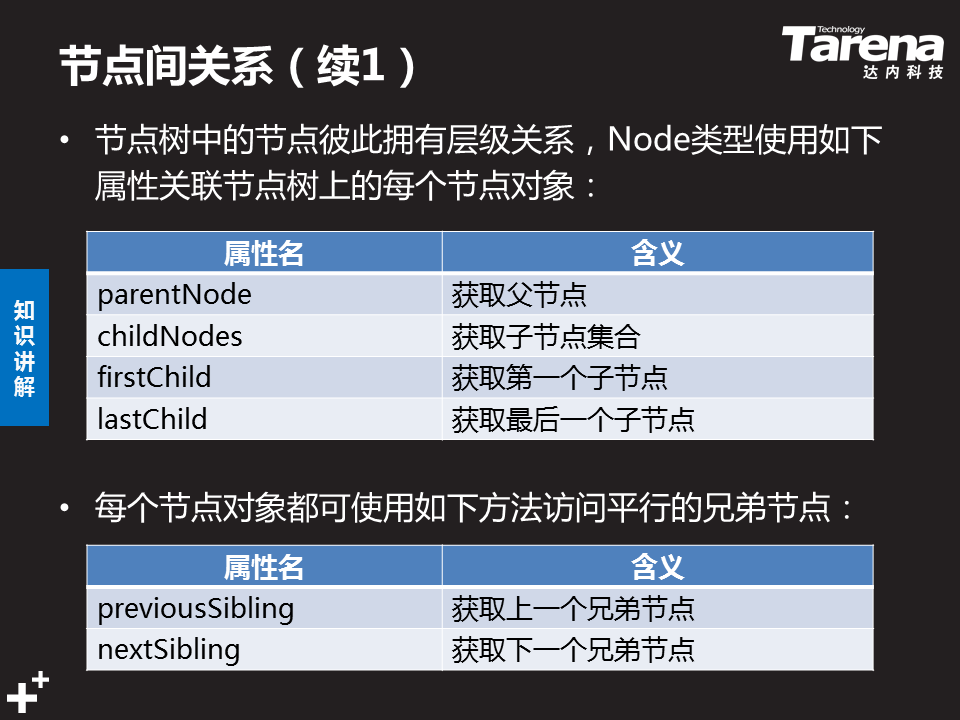 节点间关系（续1）
Technology
Tarena
达内科技
• 节点树中的节点彼此拥有层级关系，Node类型使用如下
属性关联节点树上的每个节点对象：
属性名 含义
parentNode 获取父节点
childNodes 获取子节点集合
firstChild 获取第一个子节点
lastChild 获取最后一个子节点
知
识
讲
解
• 每个节点对象都可使用如下方法访问平行的兄弟节点：
属性名 含义
previousSibling 获取上一个兄弟节点
nextSibling 获取下一个兄弟节点